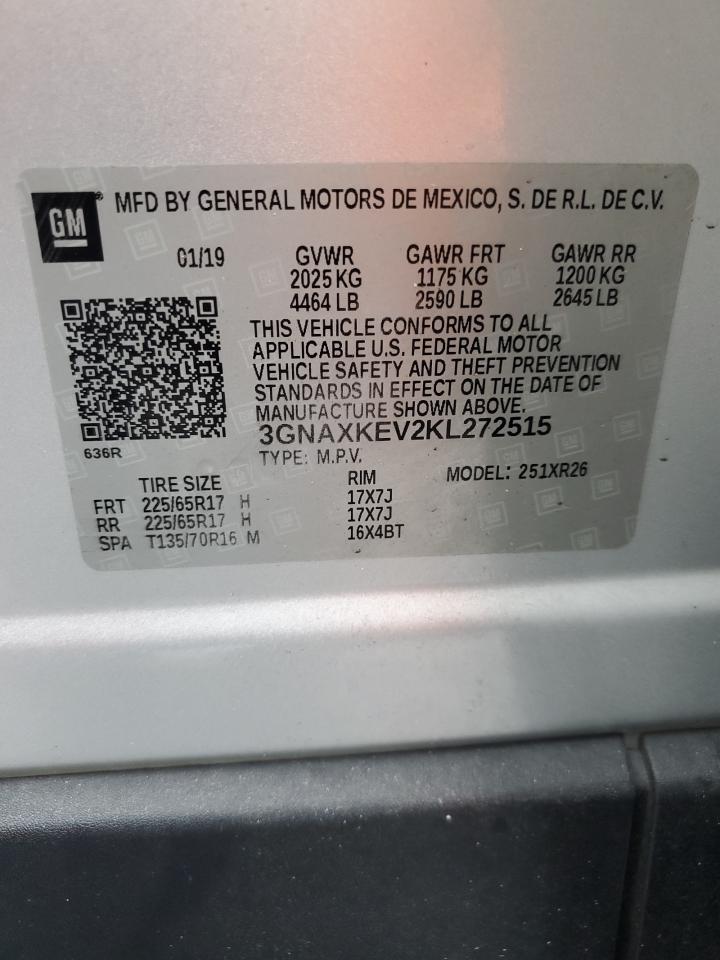 GM® MFD BY GENERAL MOTORS DE MEXICO, S. DE R.L. DE C.V.
01/19 GVWR GAWR FRT GAWR RR
2025 KG 1175 KG 1200 KG
4464 LB 2590 LB 2645 LB
THIS VEHICLE CONFORMS TO ALL
APPLICABLE U.S. FEDERAL MOTOR
VEHICLE SAFETY AND THEFT PREVENTION
STANDARDS IN EFFECT ON THE DATE OF
MANUFACTURE SHOWN ABOVE.
3GNAXKEV2KL272515
636R
TYPE: M.P.V. MODEL: 251XR26
TIRE SIZE RIM
FRT 225/65R17 H 17X7J
RR 225/65R17 H 17X7J
SPA T135/70R16 M 16X4BT